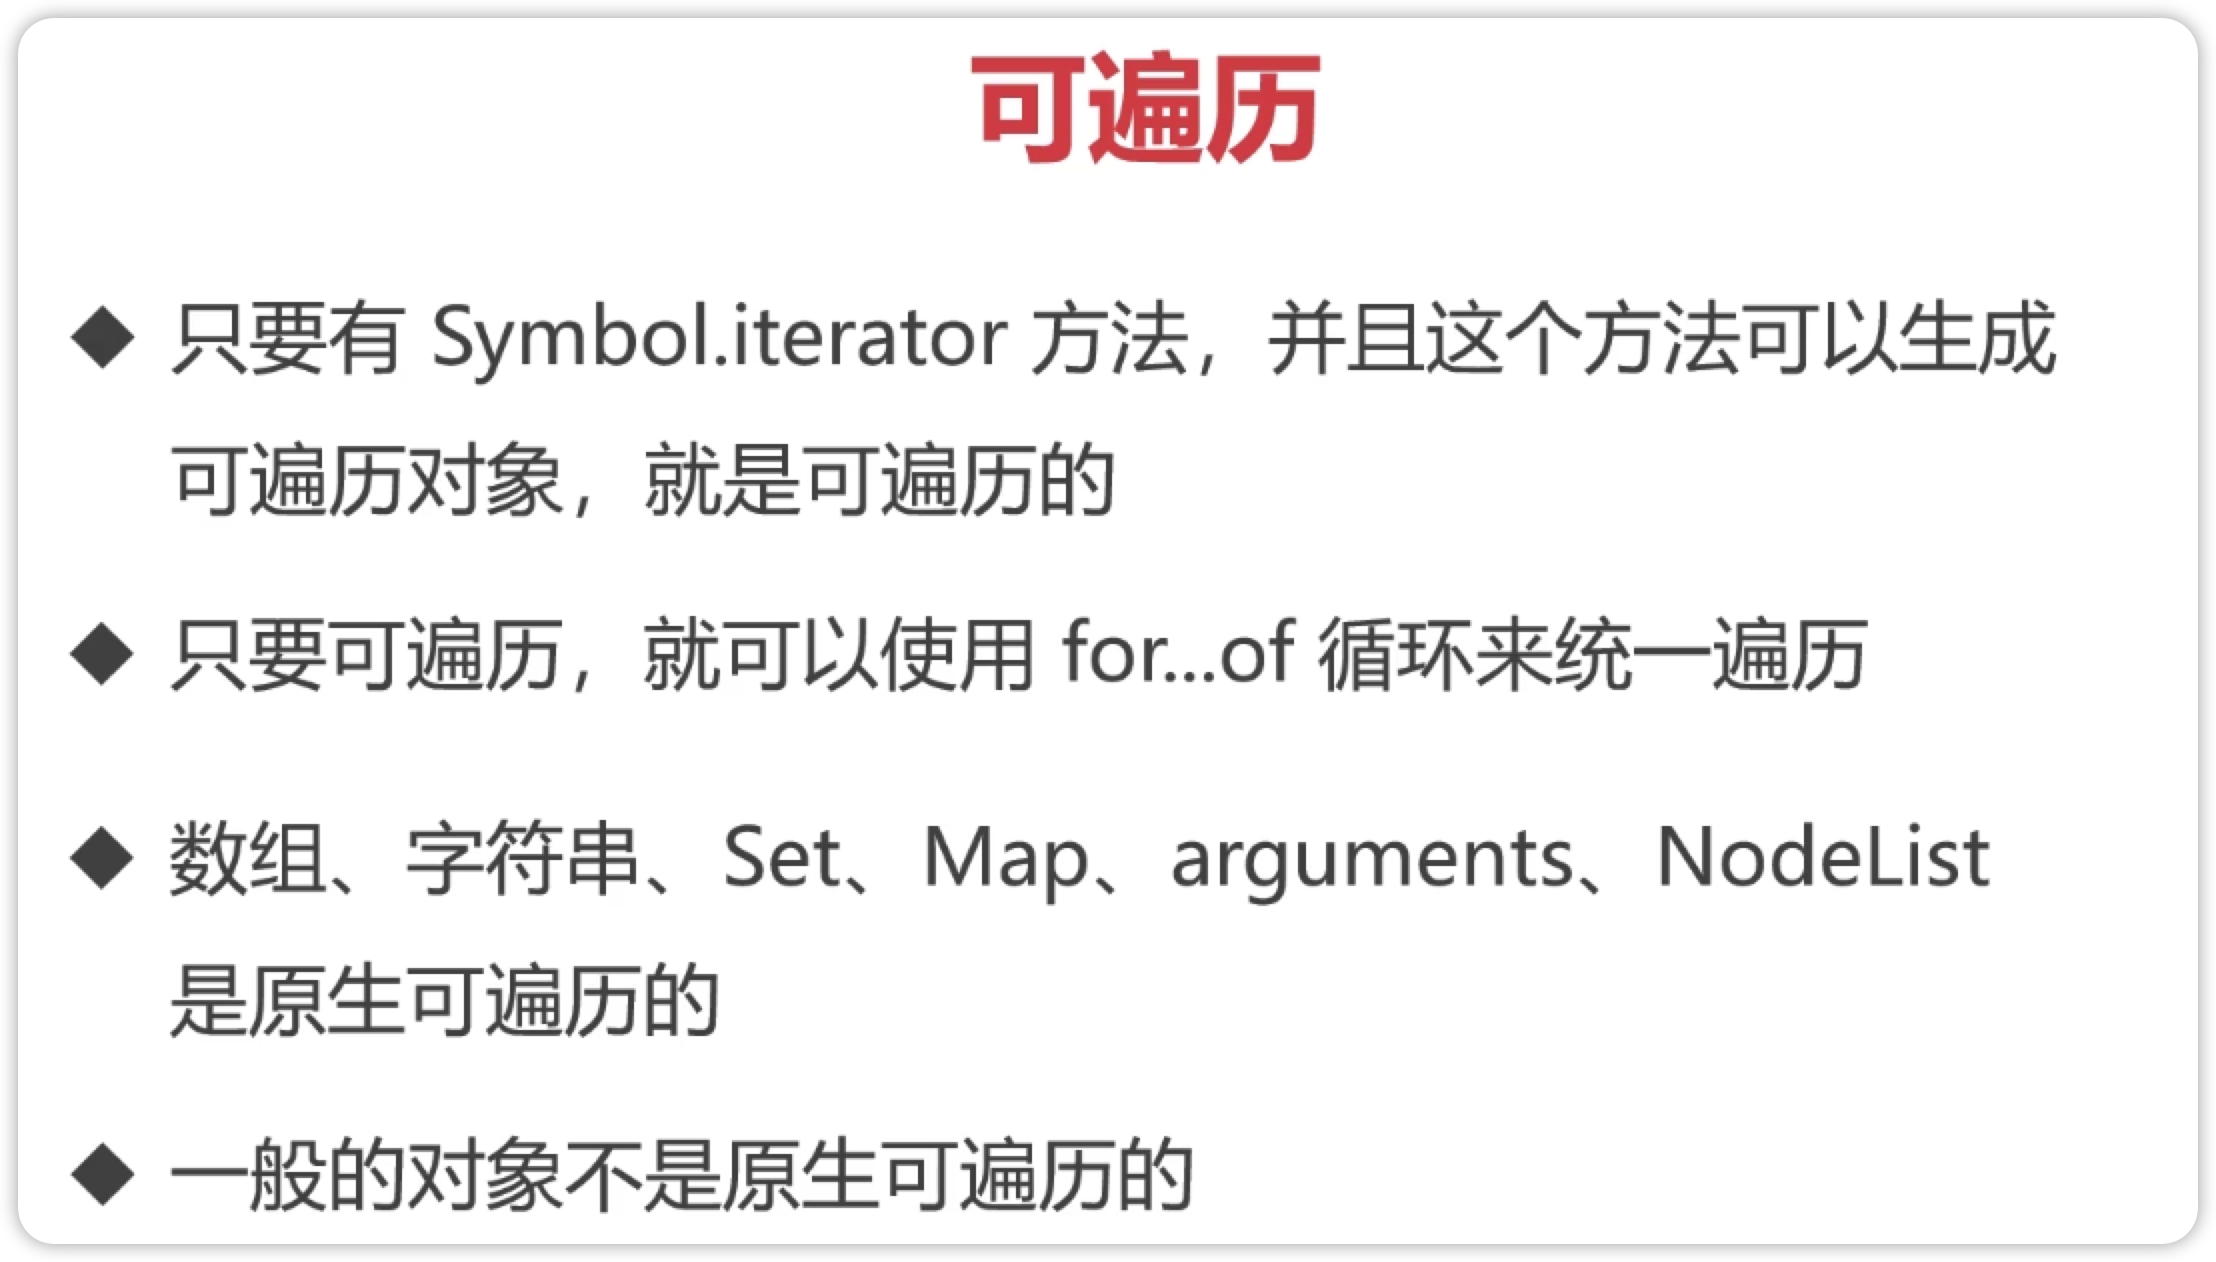 可遍历
◆ 只要有 Symbol.iterator 方法，并且这个方法可以生成
可遍历对象，就是可遍历的
◆ 只要可遍历，就可以使用 for...of 循环来统一遍历
◆ 数组、字符串、Set、Map、arguments、NodeList
是原生可遍历的
◆ 一般的对象不是原生可遍历的